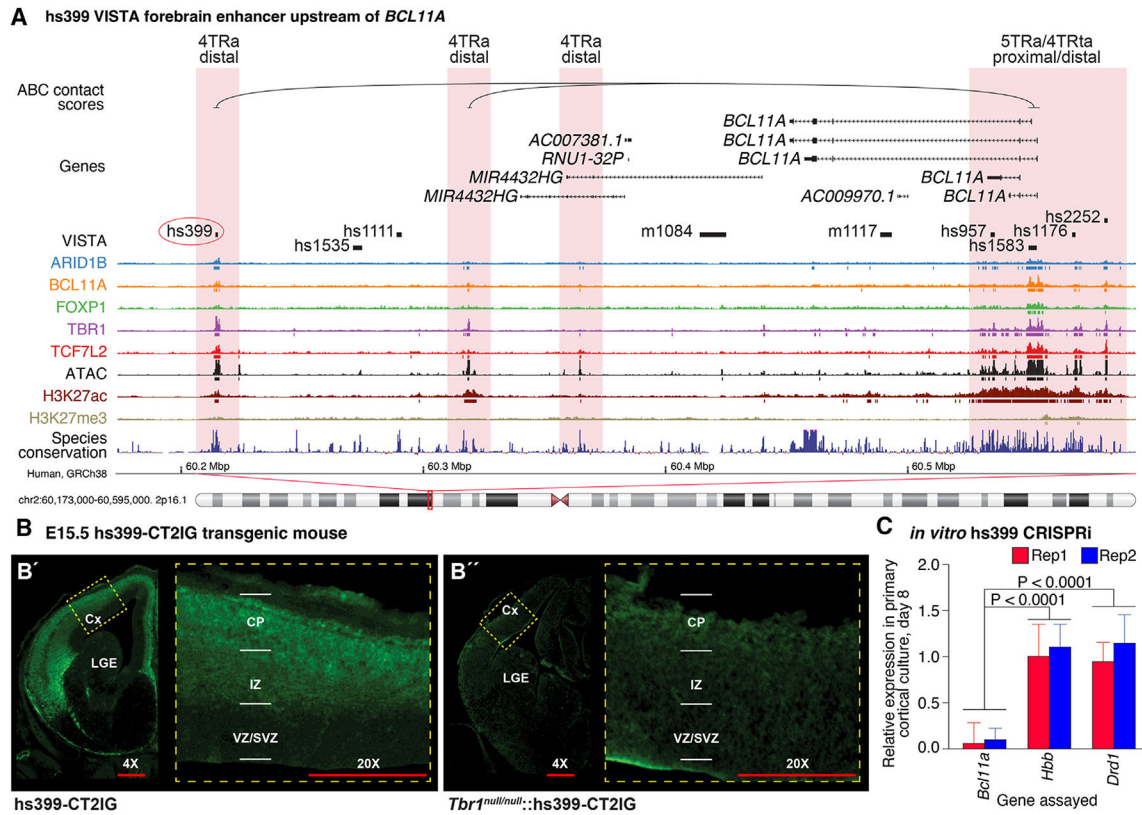 A hs399 VISTA forebrain enhancer upstream of BCL11A
4TRa distal
4TRa distal
4TRa distal
5TRa/4TRta proximal/distal
ABC contact scores
Genes
BCL11A
AC007381.1
BCL11A
RNU1-32P
BCL11A
MIR4432HG
BCL11A
MIR4432HG
AC009970.1
BCL11A
VISTA
hs399
hs1535
hs1111
m1084
m1117
hs957
hs1583
hs1176
hs2252
ARID1B
BCL11A
FOXP1
TBR1
TCF7L2
ATAC
H3K27ac
H3K27me3
Species conservation
Human, GRCh38
60.2 Mbp
60.3 Mbp
60.4 Mbp
60.5 Mbp
chr2:60,173,000-60,595,000. 2p16.1
B E15.5 hs399-CT2IG transgenic mouse
B´
Cx
LGE
4X
CP
IZ
VZ/SVZ
20X
hs399-CT2IG
B´´
Cx
LGE
4X
CP
IZ
VZ/SVZ
20X
Tbr1null/null::hs399-CT2IG
C in vitro hs399 CRISPRi
Rep1
Rep2
P < 0.0001
P < 0.0001
Relative expression in primary
cortical culture, day 8
2.0
1.5
1.0
0.5
0.0
Bcl11a
Hbb
Drd1
Gene assayed